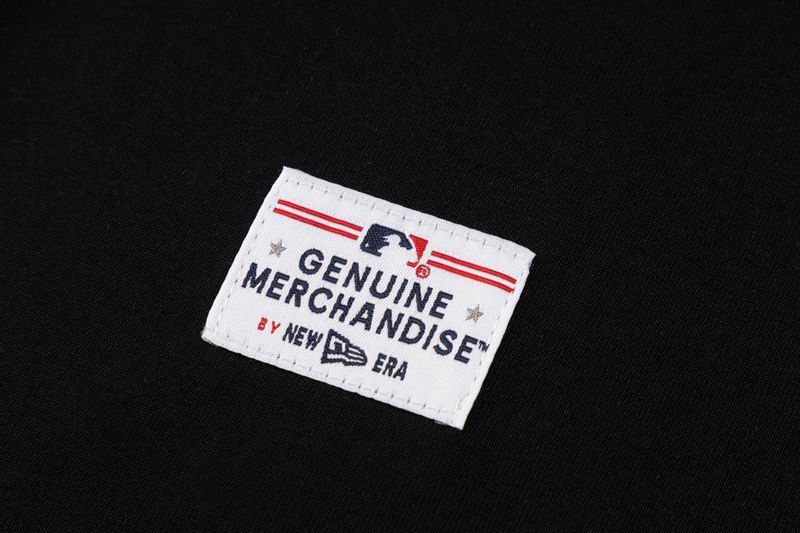 ®
GENUINE
MERCHANDISE™
BY NEW ERA